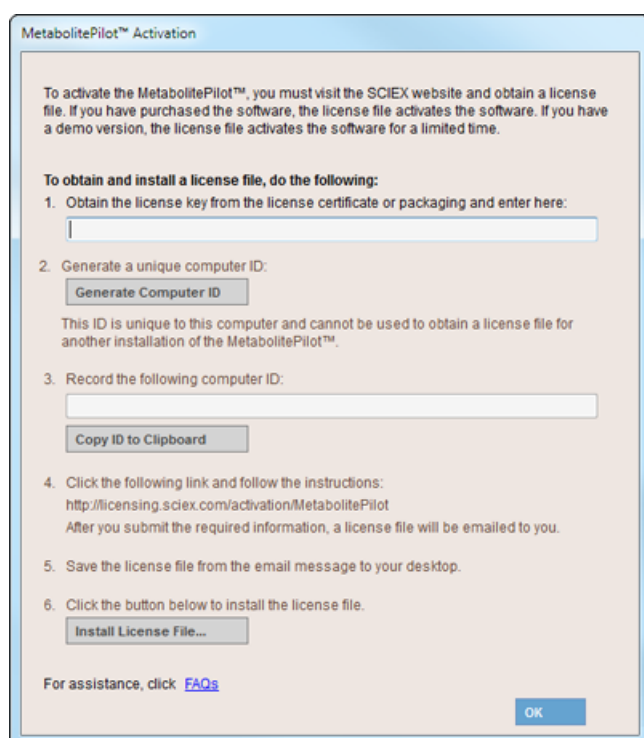 MetabolitePilot™ Activation
To activate the MetabolitePilot™, you must visit the SCIEX website and obtain a license
file. If you have purchased the software, the license file activates the software. If you have
a demo version, the license file activates the software for a limited time.
To obtain and install a license file, do the following:
1. Obtain the license key from the license certificate or packaging and enter here:
2. Generate a unique computer ID:
Generate Computer ID
This ID is unique to this computer and cannot be used to obtain a license file for
another installation of the MetabolitePilot™.
3. Record the following computer ID:
Copy ID to Clipboard
4. Click the following link and follow the instructions:
http://licensing.sciex.com/activation/MetabolitePilot
After you submit the required information, a license file will be emailed to you.
5. Save the license file from the email message to your desktop.
6. Click the button below to install the license file.
Install License File...
For assistance, click FAQs
OK